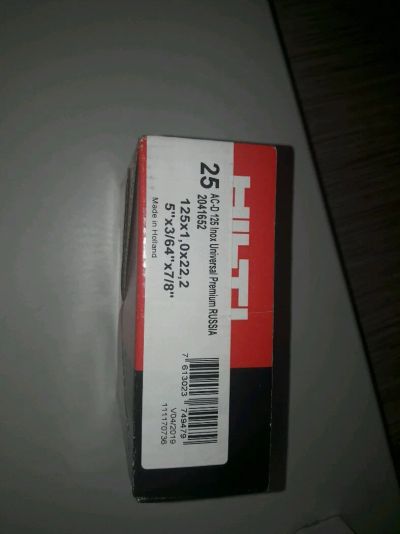 HILTI
25
AC-D 125 Inox Universal Premium RUSSIA
2041652
125x1,0x22,2
5"x3/64"x7/8"
Made in Holland
7 613023 749479
V04/2019
111170736